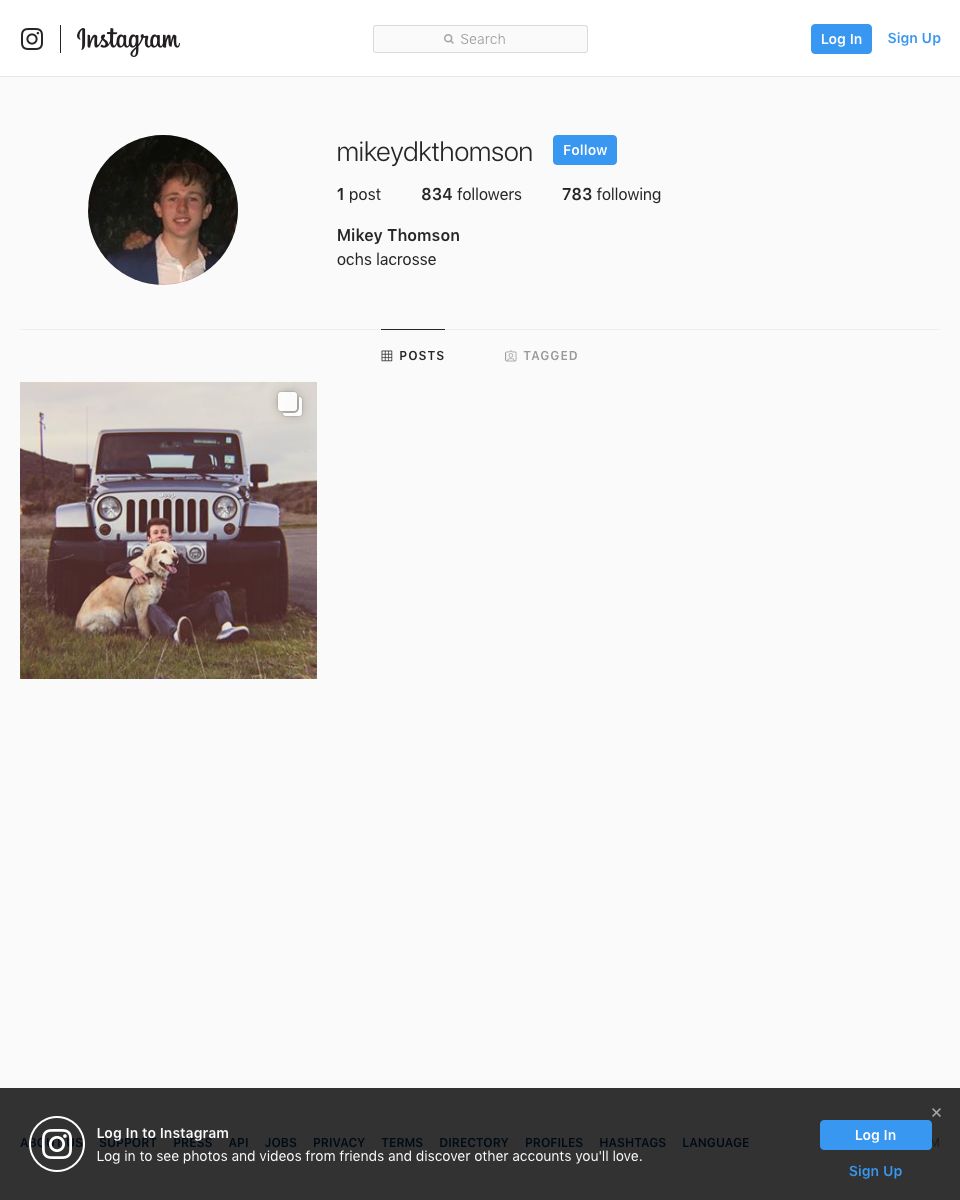 Instagram
Search
Log In
Sign Up
mikeydkthomson
Follow
1 post 834 followers 783 following
Mikey Thomson
ochs lacrosse
POSTS
TAGGED
Jeep
Log In to Instagram
Log in to see photos and videos from friends and discover other accounts you'll love.
SUPPORT PRESS API JOBS PRIVACY TERMS DIRECTORY PROFILES HASHTAGS LANGUAGE
Log In
Sign Up